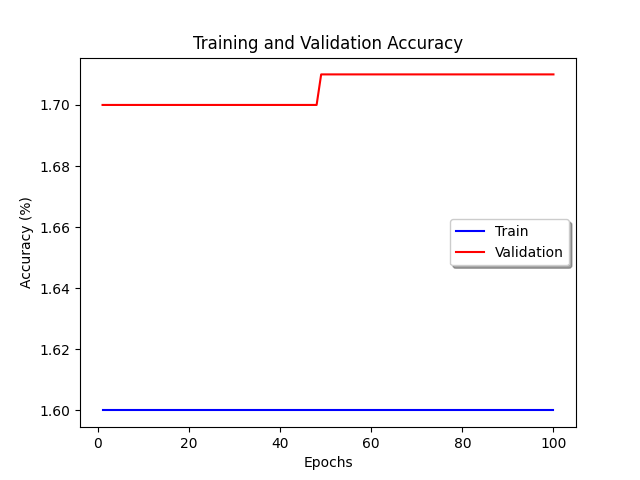 Training and Validation Accuracy
Accuracy (%)
1.70
1.68
1.66
1.64
1.62
1.60
Train
Validation
0
20
40
60
80
100
Epochs